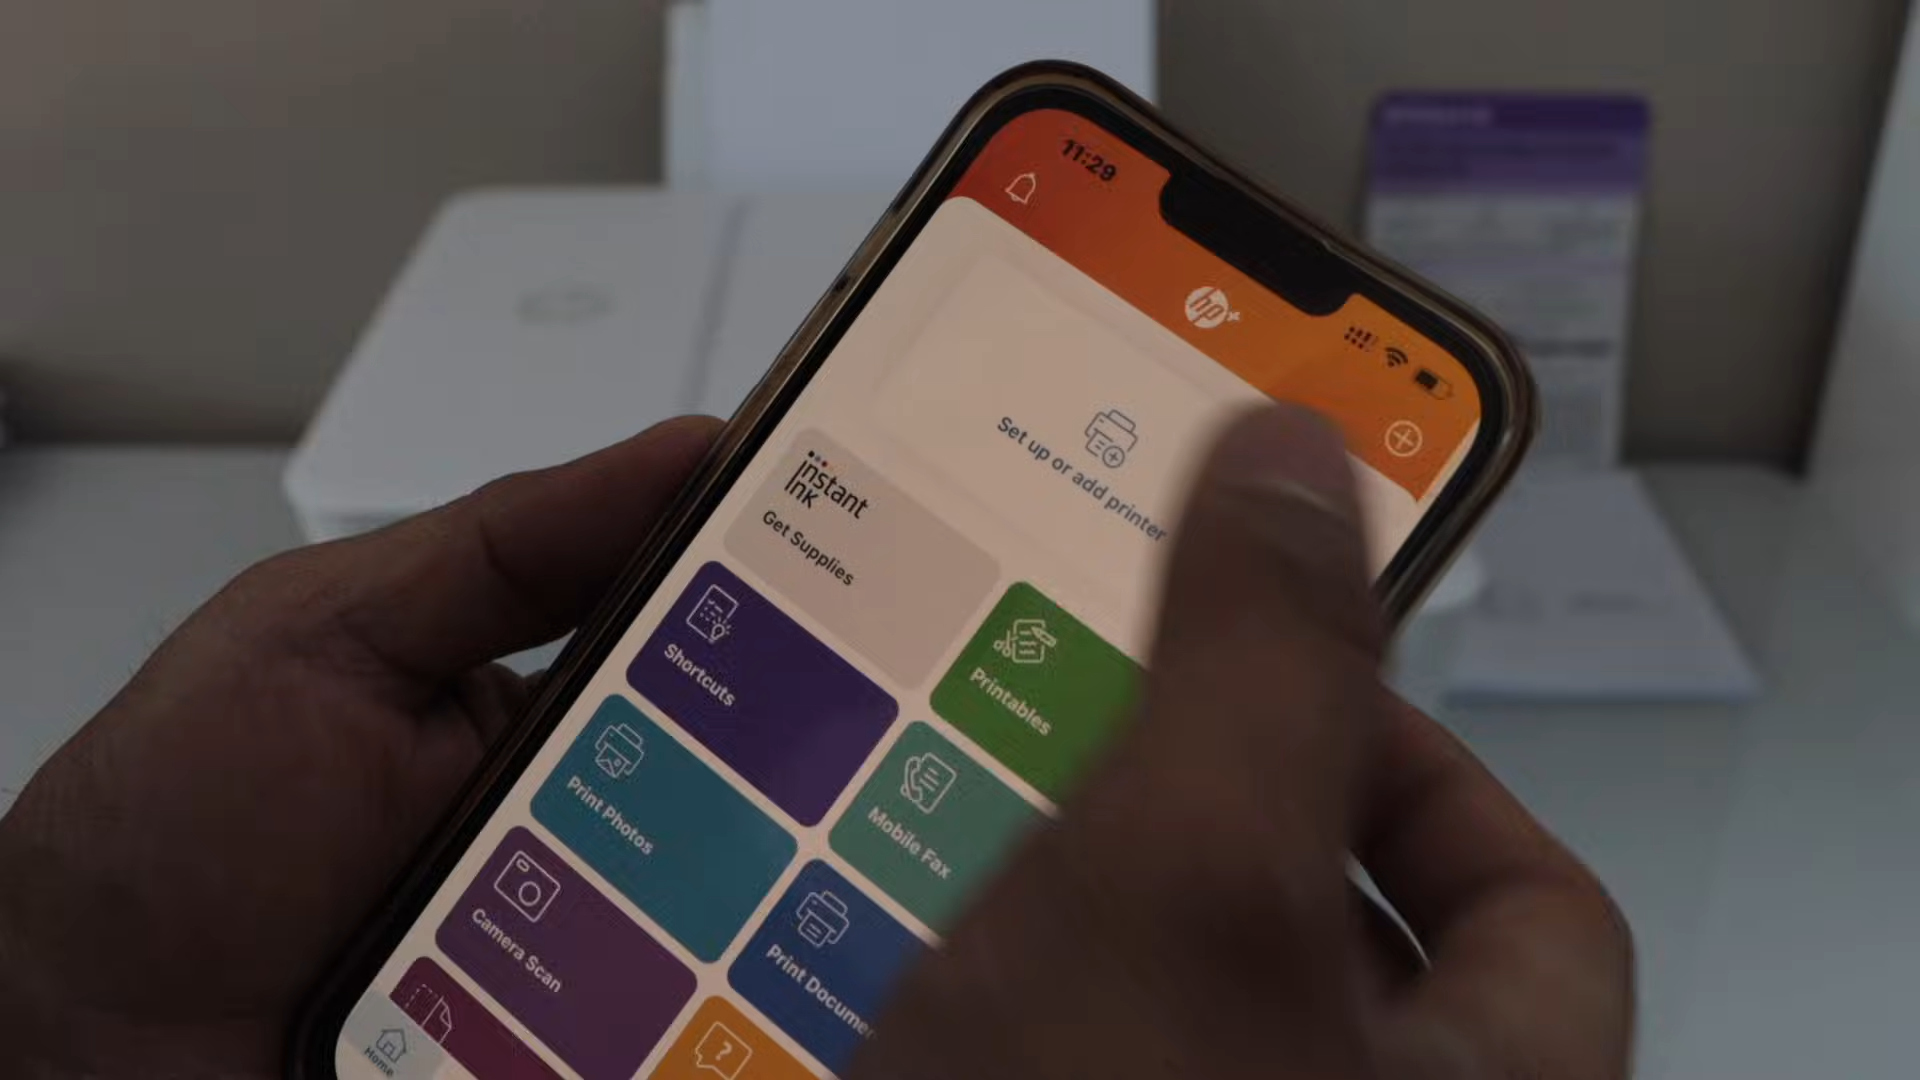 11:29
hp+
Set up or add printer
instant
ink
Get Supplies
Printables
Shortcuts
Mobile Fax
Print Photos
Print Documen
Camera Scan
?
Home